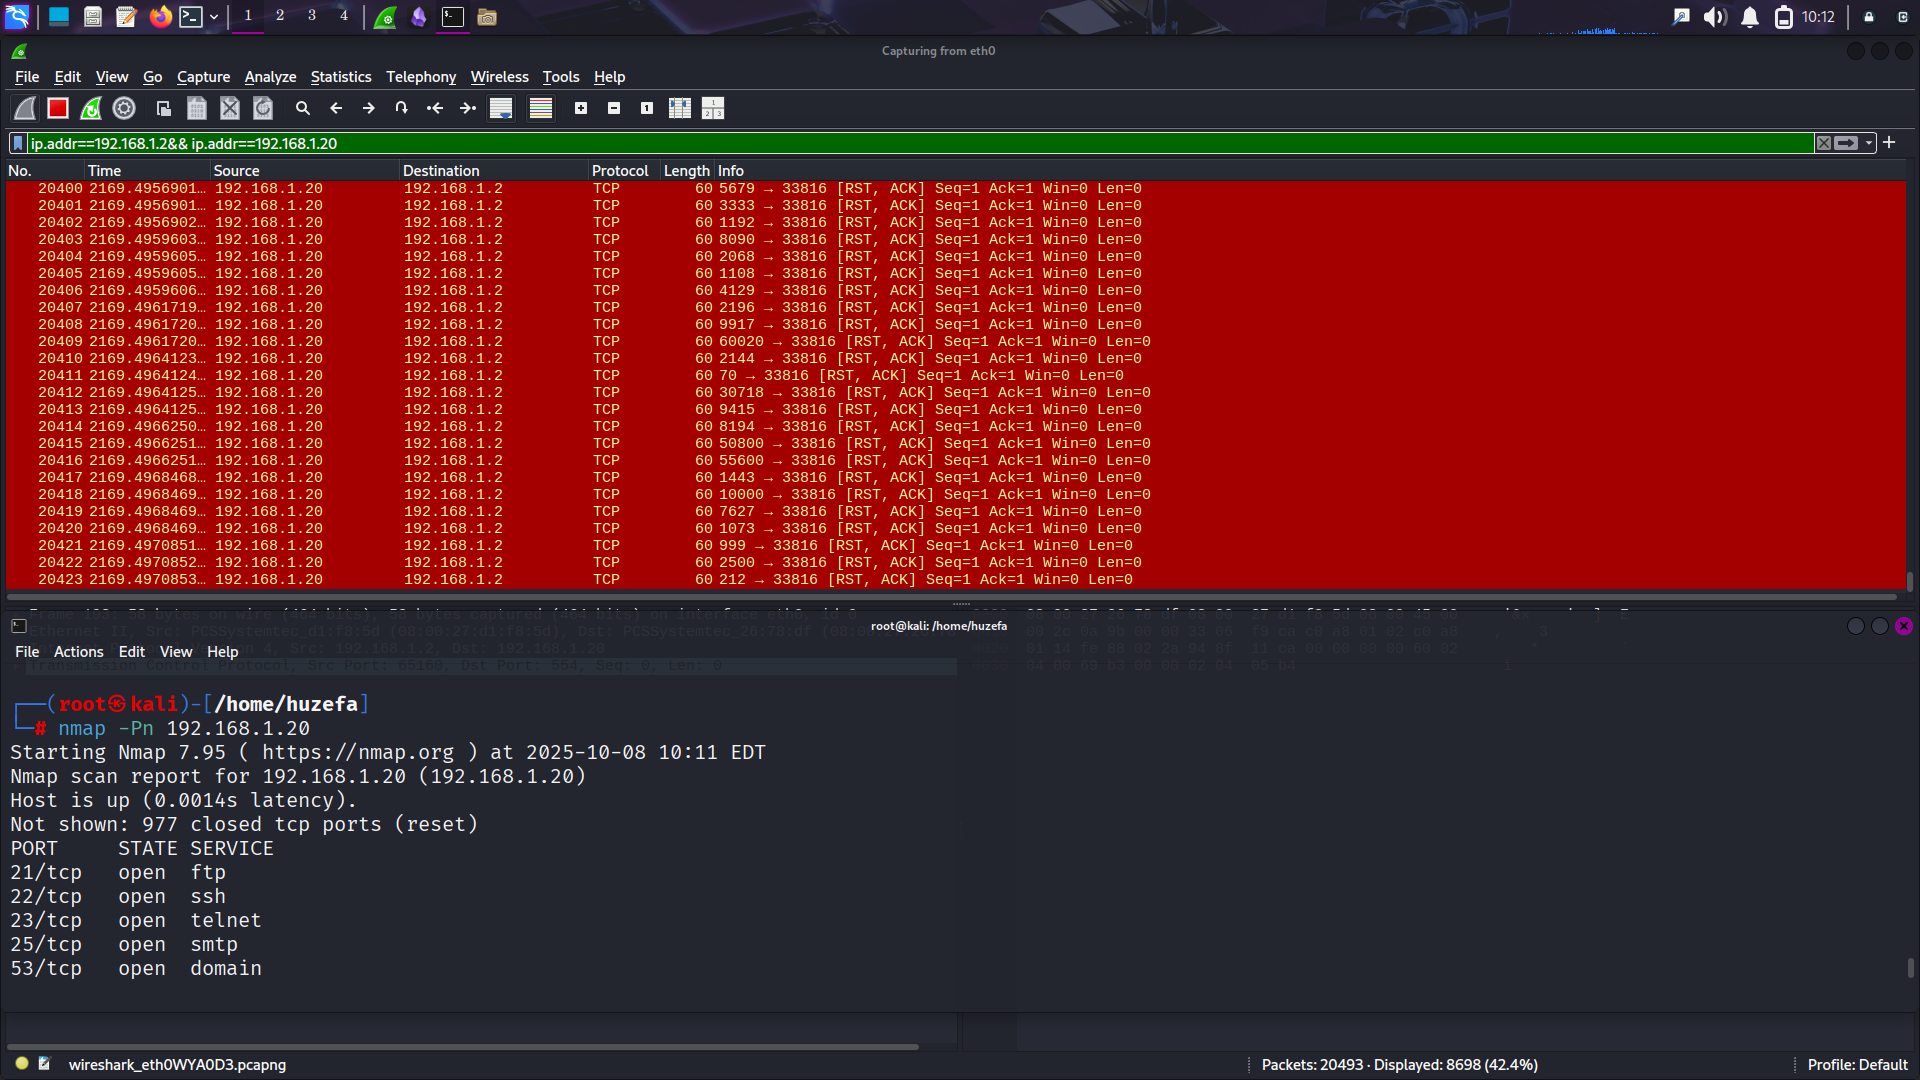 1 2 3 4 10:12
Capturing from eth0
File Edit View Go Capture Analyze Statistics Telephony Wireless Tools Help
ip.addr==192.168.1.2&& ip.addr==192.168.1.20
No. Time Source Destination Protocol Length Info
20400 2169.4956901… 192.168.1.20 192.168.1.2 TCP 60 5679 → 33816 [RST, ACK] Seq=1 Ack=1 Win=0 Len=0
20401 2169.4956901… 192.168.1.20 192.168.1.2 TCP 60 3333 → 33816 [RST, ACK] Seq=1 Ack=1 Win=0 Len=0
20402 2169.4956902… 192.168.1.20 192.168.1.2 TCP 60 1192 → 33816 [RST, ACK] Seq=1 Ack=1 Win=0 Len=0
20403 2169.4959603… 192.168.1.20 192.168.1.2 TCP 60 8090 → 33816 [RST, ACK] Seq=1 Ack=1 Win=0 Len=0
20404 2169.4959605… 192.168.1.20 192.168.1.2 TCP 60 2068 → 33816 [RST, ACK] Seq=1 Ack=1 Win=0 Len=0
20405 2169.4959605… 192.168.1.20 192.168.1.2 TCP 60 1108 → 33816 [RST, ACK] Seq=1 Ack=1 Win=0 Len=0
20406 2169.4959606… 192.168.1.20 192.168.1.2 TCP 60 4129 → 33816 [RST, ACK] Seq=1 Ack=1 Win=0 Len=0
20407 2169.4961719… 192.168.1.20 192.168.1.2 TCP 60 2196 → 33816 [RST, ACK] Seq=1 Ack=1 Win=0 Len=0
20408 2169.4961720… 192.168.1.20 192.168.1.2 TCP 60 9917 → 33816 [RST, ACK] Seq=1 Ack=1 Win=0 Len=0
20409 2169.4961720… 192.168.1.20 192.168.1.2 TCP 60 60020 → 33816 [RST, ACK] Seq=1 Ack=1 Win=0 Len=0
20410 2169.4964123… 192.168.1.20 192.168.1.2 TCP 60 2144 → 33816 [RST, ACK] Seq=1 Ack=1 Win=0 Len=0
20411 2169.4964124… 192.168.1.20 192.168.1.2 TCP 60 70 → 33816 [RST, ACK] Seq=1 Ack=1 Win=0 Len=0
20412 2169.4964125… 192.168.1.20 192.168.1.2 TCP 60 30718 → 33816 [RST, ACK] Seq=1 Ack=1 Win=0 Len=0
20413 2169.4964125… 192.168.1.20 192.168.1.2 TCP 60 9415 → 33816 [RST, ACK] Seq=1 Ack=1 Win=0 Len=0
20414 2169.4966250… 192.168.1.20 192.168.1.2 TCP 60 8194 → 33816 [RST, ACK] Seq=1 Ack=1 Win=0 Len=0
20415 2169.4966251… 192.168.1.20 192.168.1.2 TCP 60 50800 → 33816 [RST, ACK] Seq=1 Ack=1 Win=0 Len=0
20416 2169.4966251… 192.168.1.20 192.168.1.2 TCP 60 55600 → 33816 [RST, ACK] Seq=1 Ack=1 Win=0 Len=0
20417 2169.4968468… 192.168.1.20 192.168.1.2 TCP 60 1443 → 33816 [RST, ACK] Seq=1 Ack=1 Win=0 Len=0
20418 2169.4968469… 192.168.1.20 192.168.1.2 TCP 60 10000 → 33816 [RST, ACK] Seq=1 Ack=1 Win=0 Len=0
20419 2169.4968469… 192.168.1.20 192.168.1.2 TCP 60 7627 → 33816 [RST, ACK] Seq=1 Ack=1 Win=0 Len=0
20420 2169.4968469… 192.168.1.20 192.168.1.2 TCP 60 1073 → 33816 [RST, ACK] Seq=1 Ack=1 Win=0 Len=0
20421 2169.4970851… 192.168.1.20 192.168.1.2 TCP 60 999 → 33816 [RST, ACK] Seq=1 Ack=1 Win=0 Len=0
20422 2169.4970852… 192.168.1.20 192.168.1.2 TCP 60 2500 → 33816 [RST, ACK] Seq=1 Ack=1 Win=0 Len=0
20423 2169.4970853… 192.168.1.20 192.168.1.2 TCP 60 212 → 33816 [RST, ACK] Seq=1 Ack=1 Win=0 Len=0
root@kali: /home/huzefa
File Actions Edit View Help
Transmission Control Protocol, Src Port: 65160, Dst Port: 554, Seq: 0, Len: 0
(root㉿kali)-[/home/huzefa]
# nmap -Pn 192.168.1.20
Starting Nmap 7.95 ( https://nmap.org ) at 2025-10-08 10:11 EDT
Nmap scan report for 192.168.1.20 (192.168.1.20)
Host is up (0.0014s latency).
Not shown: 977 closed tcp ports (reset)
PORT STATE SERVICE
21/tcp open ftp
22/tcp open ssh
23/tcp open telnet
25/tcp open smtp
53/tcp open domain
wireshark_eth0WYA0D3.pcapng Packets: 20493 · Displayed: 8698 (42.4%) Profile: Default